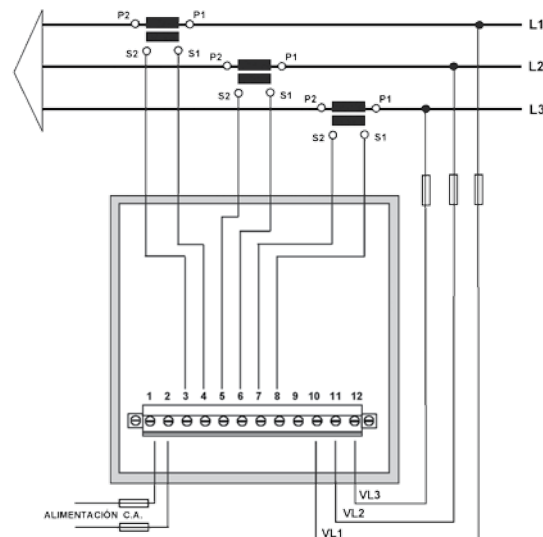 P2 P1 L1
S2 S1
P2 P1 L2
S2 S1
P2 P1 L3
S2 S1
1 2 3 4 5 6 7 8 9 10 11 12
VL3
VL2
VL1
ALIMENTACIÓN C.A.